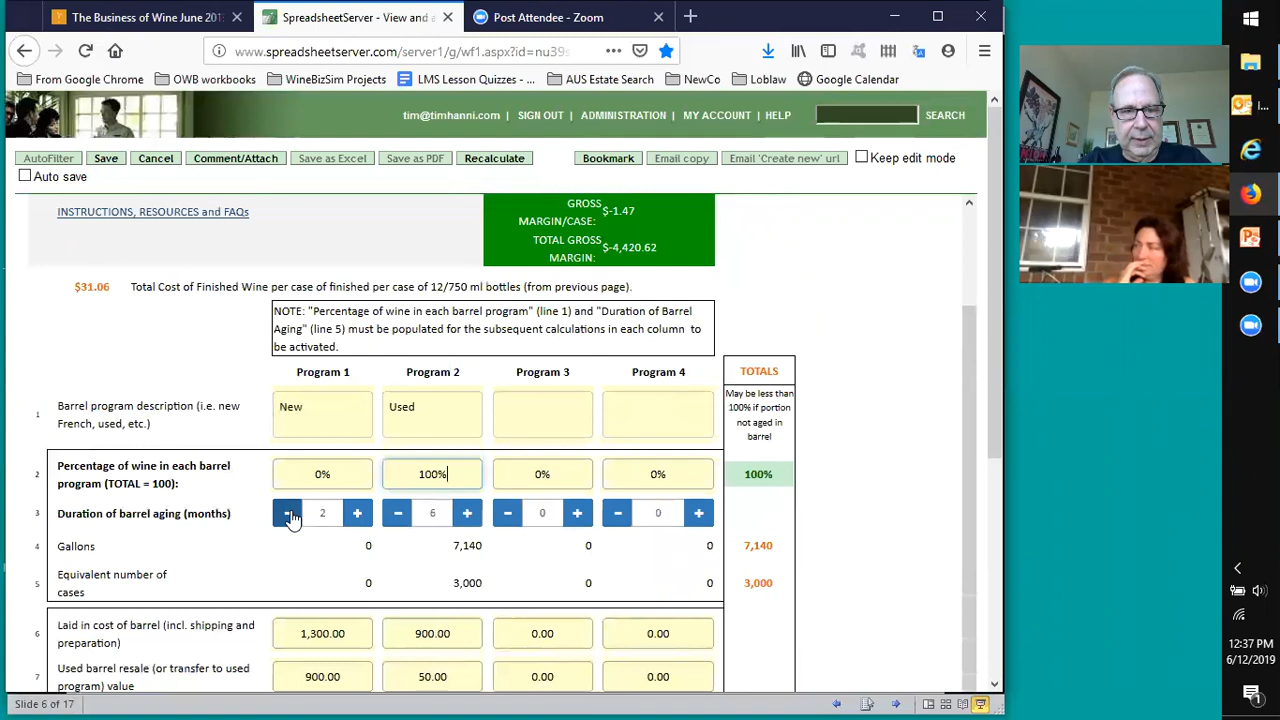 The Business of Wine June 201
SpreadsheetServer - View and a
Post Attendee - Zoom
www.spreadsheetserver.com/server1/g/wf1.aspx?id=nu39s
From Google Chrome
OWB workbooks
WineBizSim Projects
LMS Lesson Quizzes - ...
AUS Estate Search
NewCo
Loblaw
Google Calendar
tim@timhanni.com | SIGN OUT | ADMINISTRATION | MY ACCOUNT | HELP
SEARCH
AutoFilter
Save
Cancel
Comment/Attach
Save as Excel
Save as PDF
Recalculate
Bookmark
Email copy
Email 'Create new' url
Keep edit mode
Auto save
INSTRUCTIONS, RESOURCES and FAQs
GROSS
MARGIN/CASE: $-1.47
TOTAL GROSS
MARGIN: $-4,420.62
$31.06 Total Cost of Finished Wine per case of finished per case of 12/750 ml bottles (from previous page).
NOTE: "Percentage of wine in each barrel
program" (line 1) and "Duration of Barrel
Aging" (line 5) must be populated for the subsequent calculations in each column to
be activated.
Program 1 Program 2 Program 3 Program 4 TOTALS
1 Barrel program description (i.e. new
French, used, etc.)
New Used
May be less than
100% if portion
not aged in
barrel
2 Percentage of wine in each barrel
program (TOTAL = 100):
0% 100% 0% 0% 100%
3 Duration of barrel aging (months) - 2 + - 6 + - 0 + - 0 +
4 Gallons 0 7,140 0 0 7,140
5 Equivalent number of
cases
0 3,000 0 0 3,000
6 Laid in cost of barrel (incl. shipping and
preparation)
1,300.00 900.00 0.00 0.00
7 Used barrel resale (or transfer to used
program) value
900.00 50.00 0.00 0.00
Slide 6 of 17
12:37 PM
6/12/2019